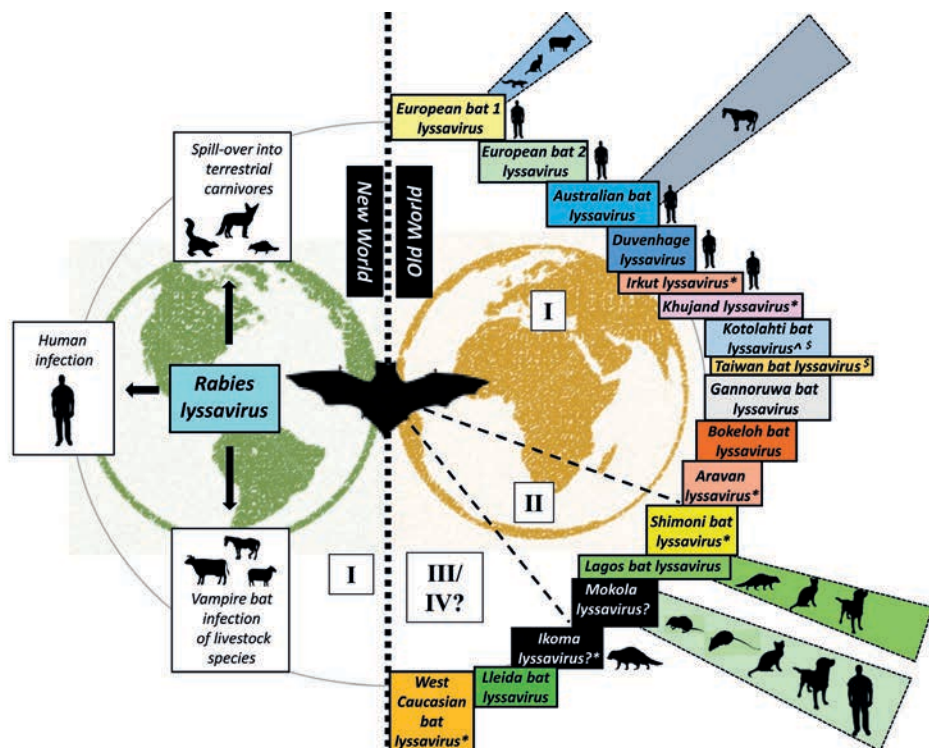 European bat 1
lyssavirus
European bat 2
lyssavirus
Australian bat
lyssavirus
Duvenhage
lyssavirus
Irkut lyssavirus*
Khujand lyssavirus*
Kotolahti bat
lyssavirus^ $
Taiwan bat lyssavirus$
Gannoruwa bat
lyssavirus
Bokeloh bat
lyssavirus
Aravan
lyssavirus*
Shimoni bat
lyssavirus*
Lagos bat lyssavirus
Mokola
lyssavirus?
Ikoma
lyssavirus?*
Lleida bat
lyssavirus
West
Caucasian
bat
lyssavirus*
New World
Old World
Spill-over into
terrestrial
carnivores
Human
infection
Rabies
lyssavirus
Vampire bat
infection
of livestock
species
I
I
II
III/
IV?